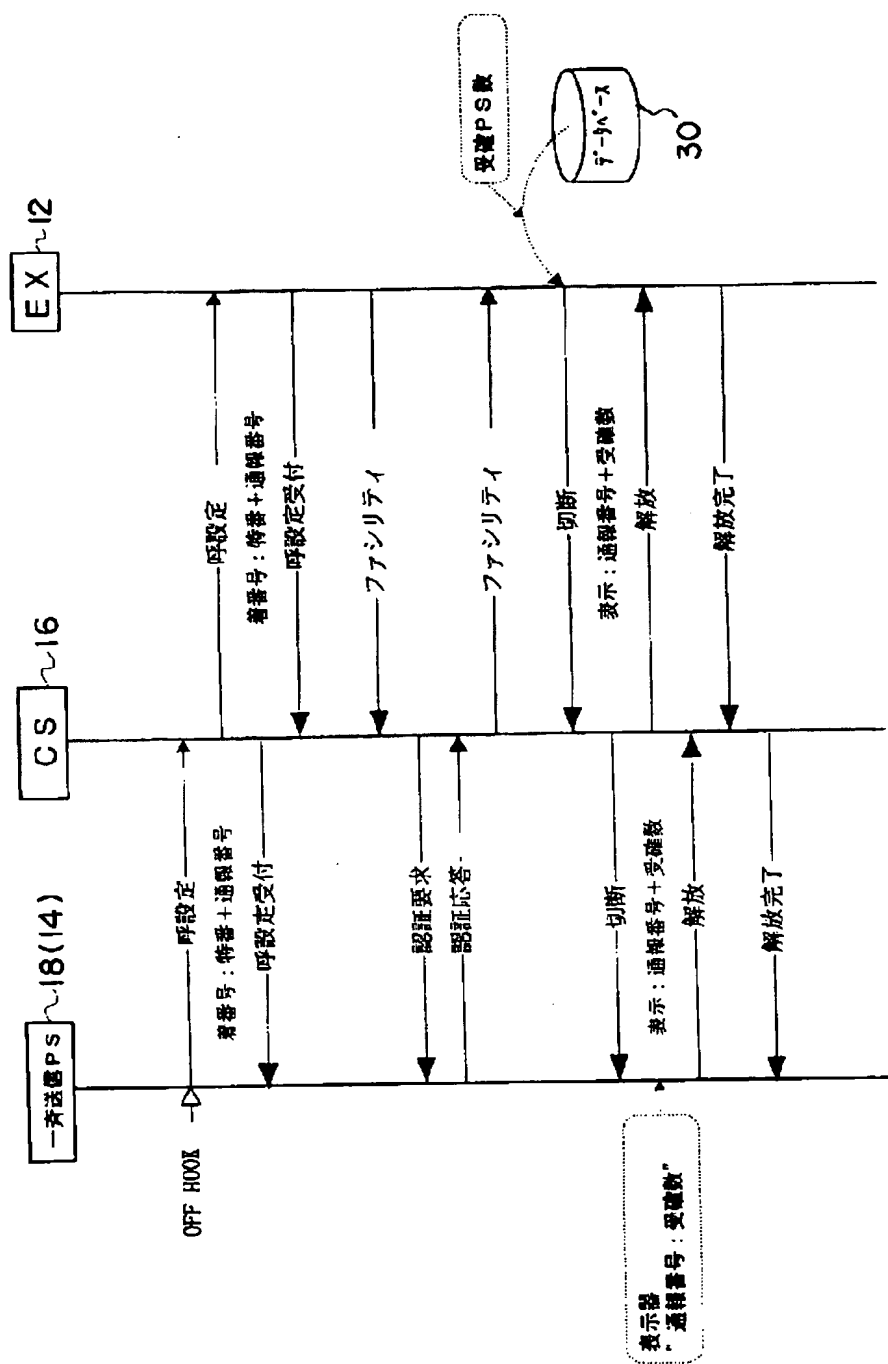 一斉送信PS 18(14)
CS 16
EX 12
OFF HOOK
呼設定
着番号：特番＋通報番号
呼設定受付
呼設定
着番号：特番＋通報番号
呼設定受付
ファシリティ
認証要求
認証応答
ファシリティ
受確PS数
データベース
30
切断
表示：通報番号＋受確数
解放
切断
表示：通報番号＋受確数
解放
解放完了
解放完了
表示器
"通報番号：受確数"